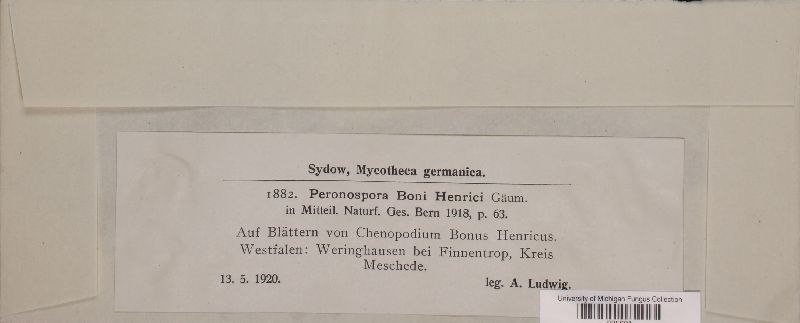 Sydow, Mycotheca germanica.
1882. Peronospora Boni Henrici Gäum.
in Mitteil. Naturf. Ges. Bern 1918, p. 63.
Auf Blättern von Chenopodium Bonus Henricus.
Westfalen: Weringhausen bei Finnentrop, Kreis
Meschede.
13. 5. 1920. leg. A. Ludwig.
University of Michigan Fungus Collection